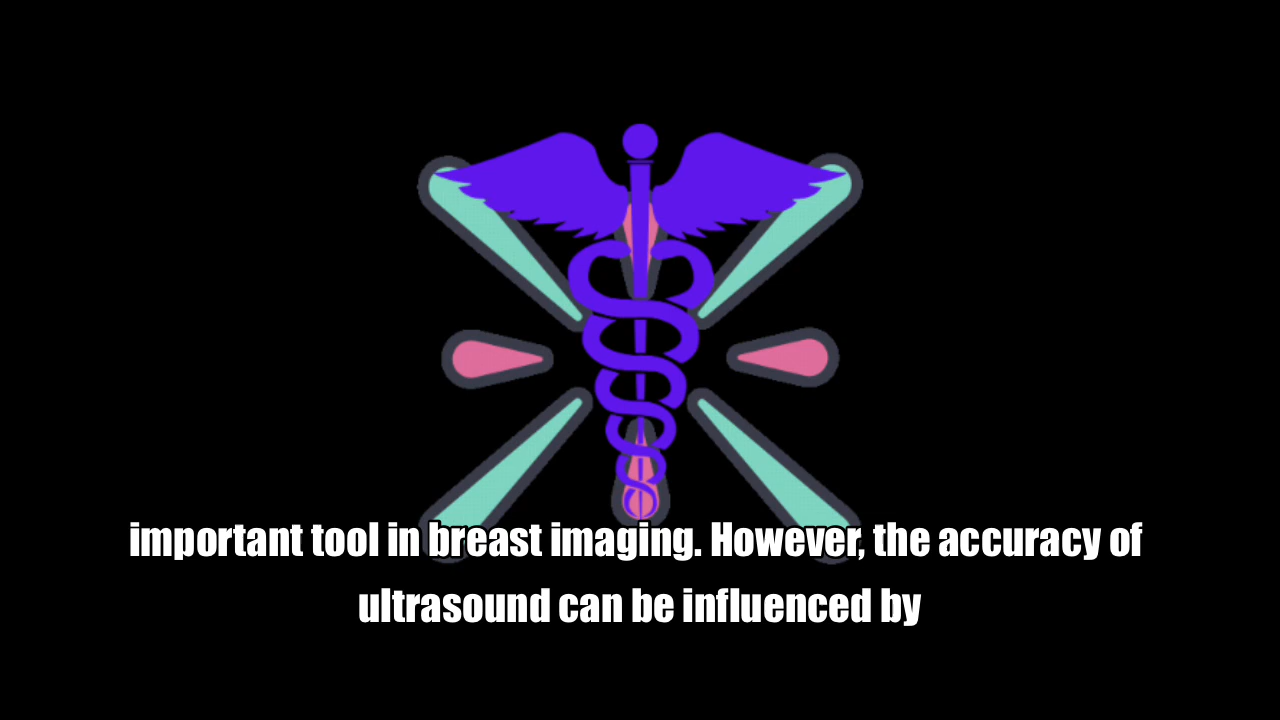 important tool in breast imaging. However, the accuracy of
ultrasound can be influenced by